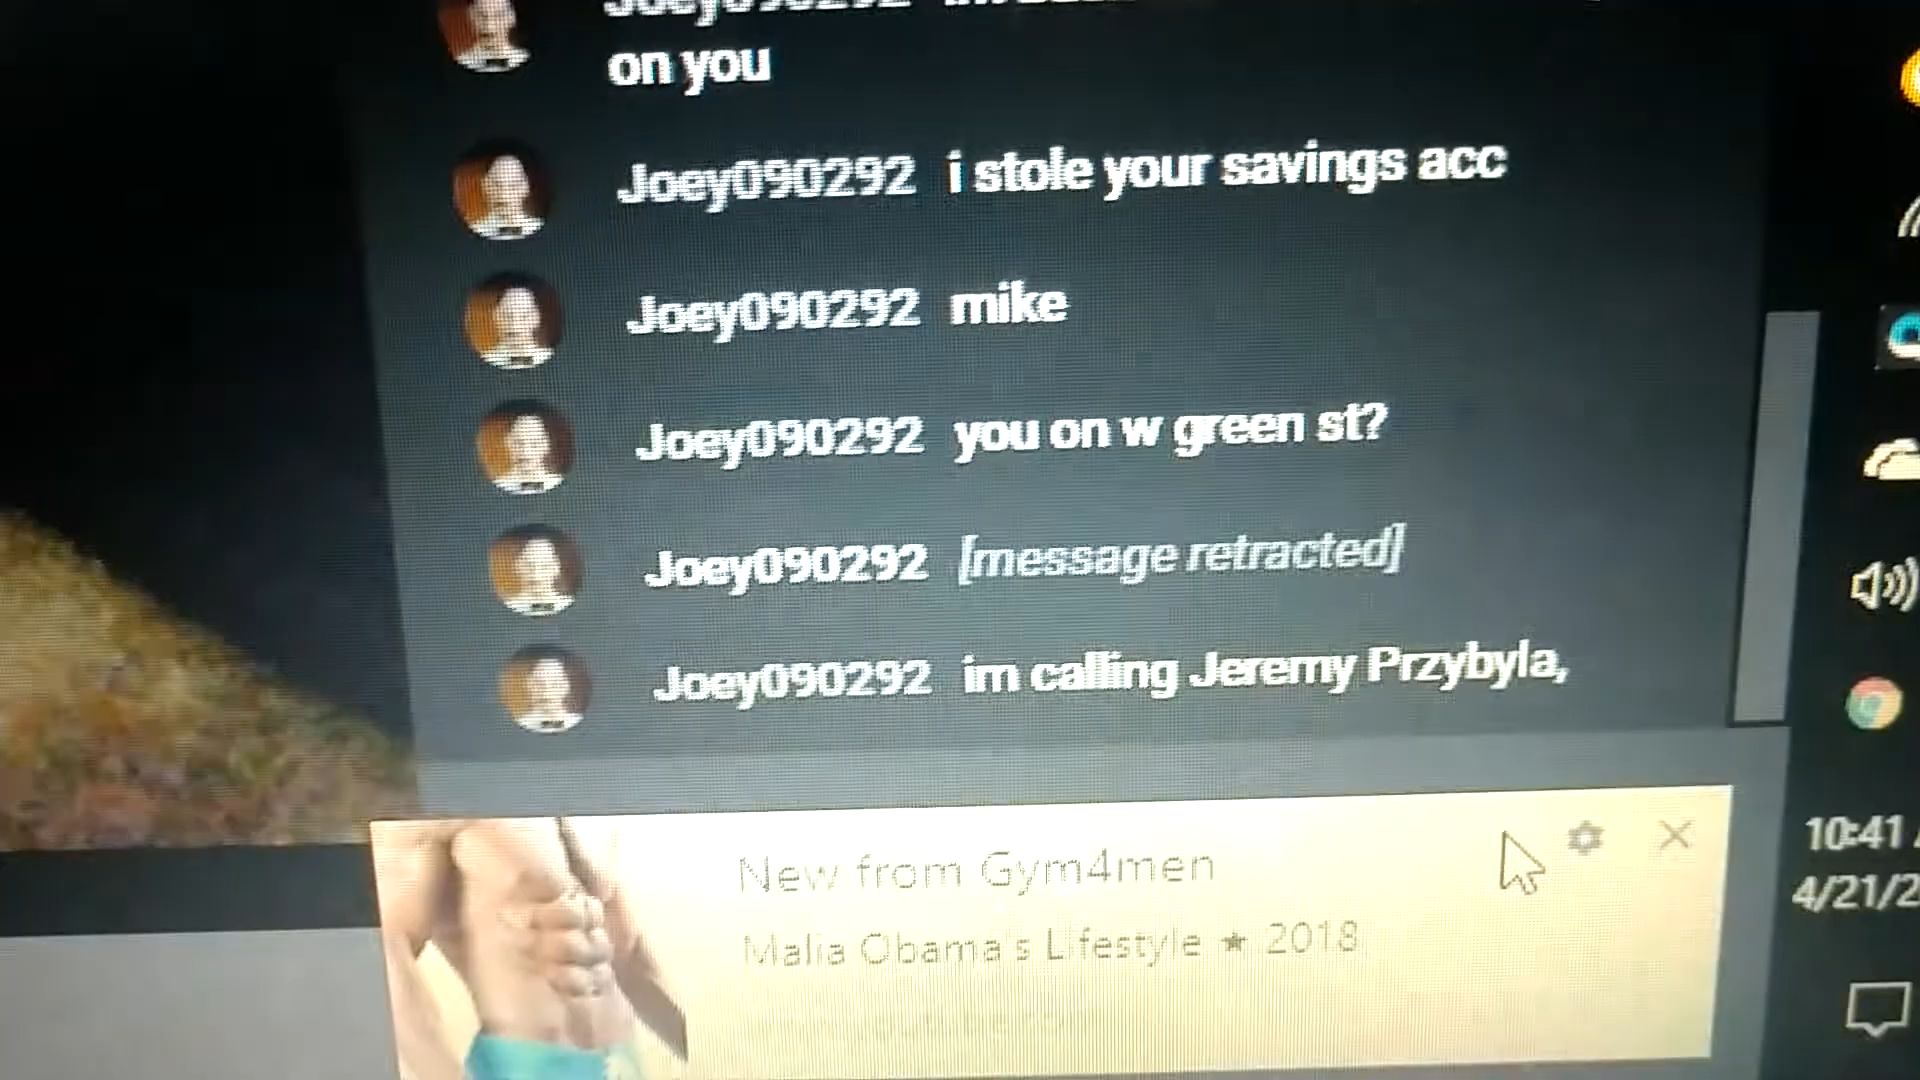 on you
Joey090292 i stole your savings acc
Joey090292 mike
Joey090292 you on w green st?
Joey090292 [message retracted]
Joey090292 im calling Jeremy Przybyla,
New from Gym4men
Malia Obama's Lifestyle ★ 2018
10:41
4/21/2